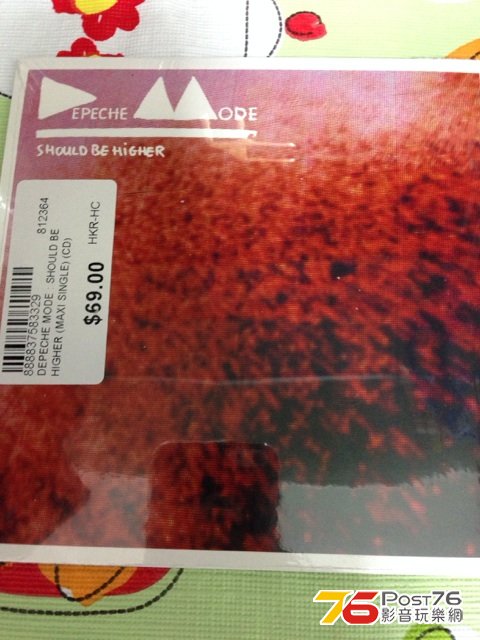 DEPECHE MODE
SHOULD BE HIGHER
888837583329
DEPECHE MODE : SHOULD BE
812364
HIGHER (MAXI SINGLE) (CD)
$69.00
HKR-HC
76 POST76
影音玩樂網